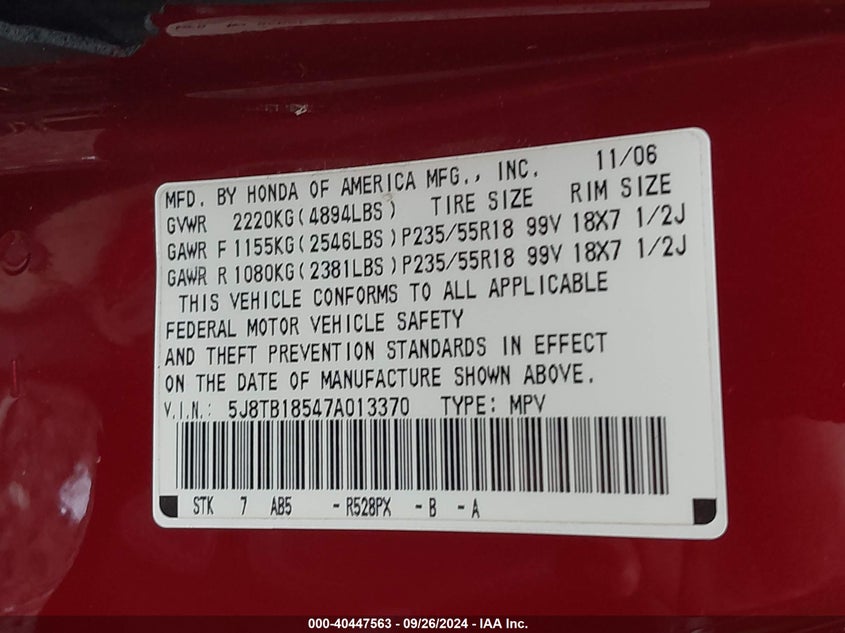 MFD. BY HONDA OF AMERICA MFG., INC. 11/06
GVWR 2220KG(4894LBS) TIRE SIZE RIM SIZE
GAWR F 1155KG(2546LBS)P235/55R18 99V 18X7 1/2J
GAWR R 1080KG(2381LBS)P235/55R18 99V 18X7 1/2J
THIS VEHICLE CONFORMS TO ALL APPLICABLE
FEDERAL MOTOR VEHICLE SAFETY
AND THEFT PREVENTION STANDARDS IN EFFECT
ON THE DATE OF MANUFACTURE SHOWN ABOVE.
V.I.N.: 5J8TB18547A013370 TYPE: MPV
STK 7 AB5 -R528PX -B -A
000-40447563 - 09/26/2024 - IAA Inc.